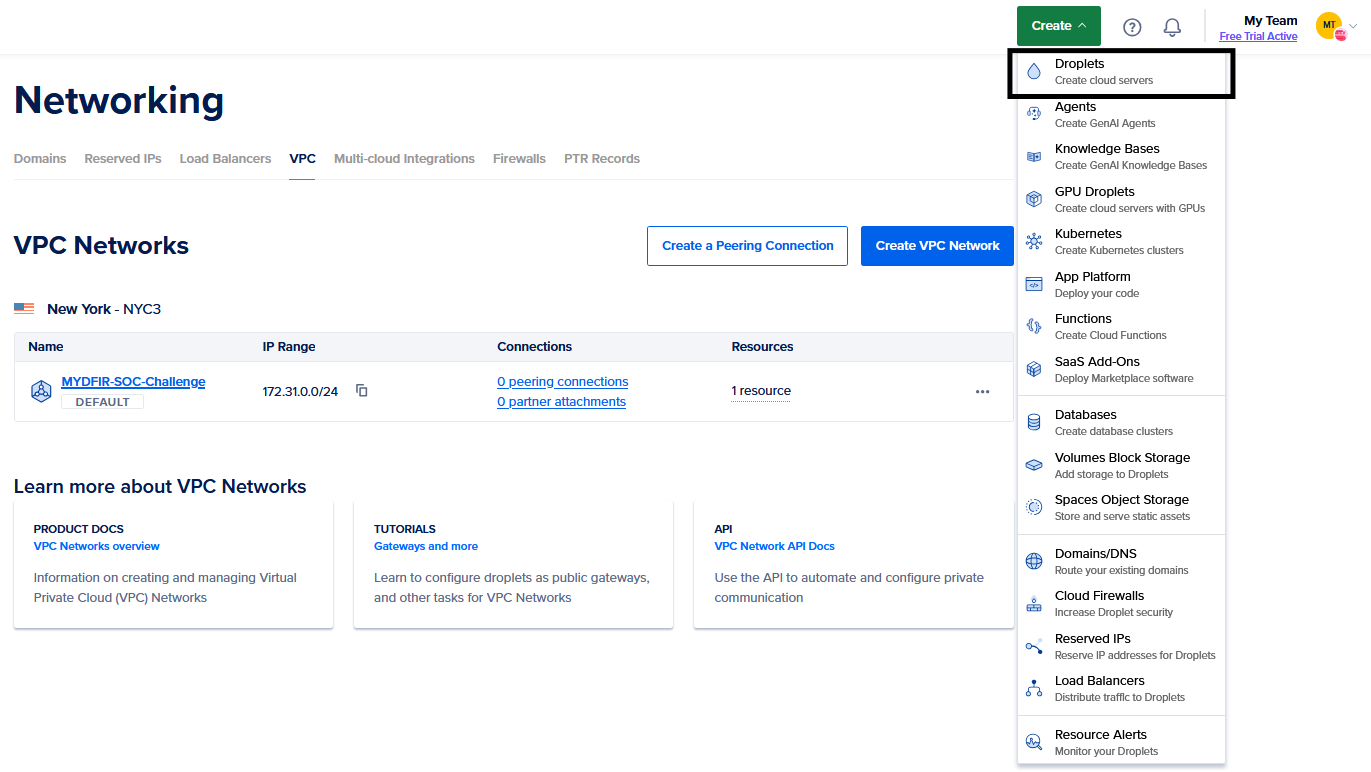 Create
My Team
MT
Free Trial Active
Droplets
Create cloud servers
Agents
Create GenAI Agents
Knowledge Bases
Create GenAI Knowledge Bases
GPU Droplets
Create cloud servers with GPUs
Kubernetes
Create Kubernetes clusters
App Platform
Deploy your code
Functions
Create Cloud Functions
SaaS Add-Ons
Deploy Marketplace software
Databases
Create database clusters
Volumes Block Storage
Add storage to Droplets
Spaces Object Storage
Store and serve static assets
Domains/DNS
Route your existing domains
Cloud Firewalls
Increase Droplet security
Reserved IPs
Reserve IP addresses for Droplets
Load Balancers
Distribute traffic to Droplets
Resource Alerts
Monitor your Droplets
Networking
Domains Reserved IPs Load Balancers VPC Multi-cloud Integrations Firewalls PTR Records
VPC Networks
Create a Peering Connection
Create VPC Network
New York - NYC3
Name IP Range Connections Resources
MYDFIR-SOC-Challenge
DEFAULT
172.31.0.0/24
0 peering connections
0 partner attachments
1 resource
Learn more about VPC Networks
PRODUCT DOCS
VPC Networks overview
Information on creating and managing Virtual
Private Cloud (VPC) Networks
TUTORIALS
Gateways and more
Learn to configure droplets as public gateways,
and other tasks for VPC Networks
API
VPC Network API Docs
Use the API to automate and configure private
communication